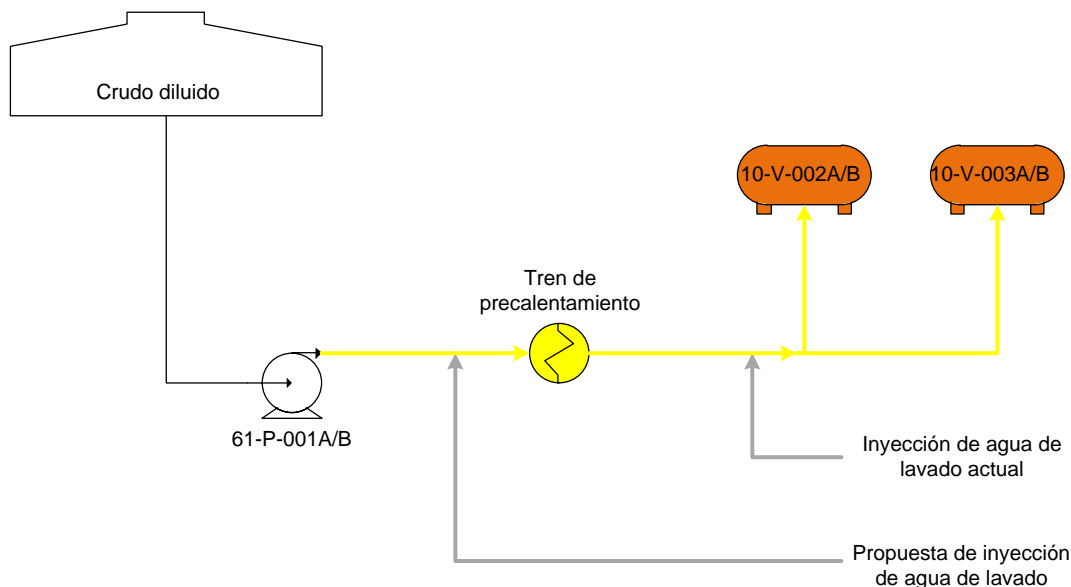 Crudo diluido
10-V-002A/B
10-V-003A/B
Tren de
precalentamiento
61-P-001A/B
Inyección de agua de
lavado actual
Propuesta de inyección
de agua de lavado